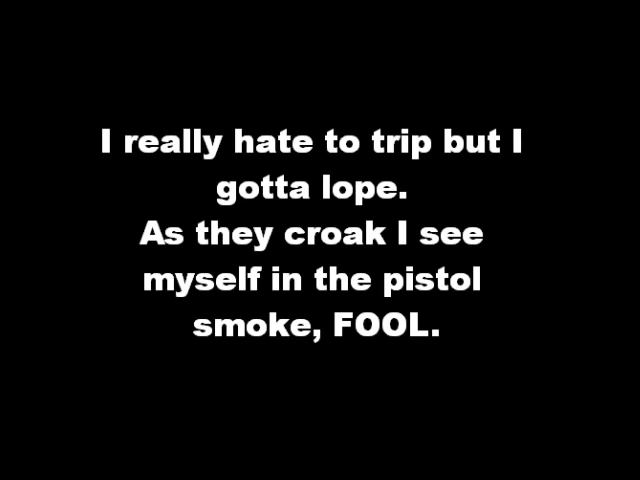 I really hate to trip but I
gotta lope.
As they croak I see
myself in the pistol
smoke, FOOL.